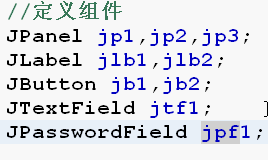 //定义组件
JPanel jp1,jp2,jp3;
JLabel jlb1,jlb2;
JButton jb1,jb2;
JTextField jtf1;
JPasswordField jpf1;